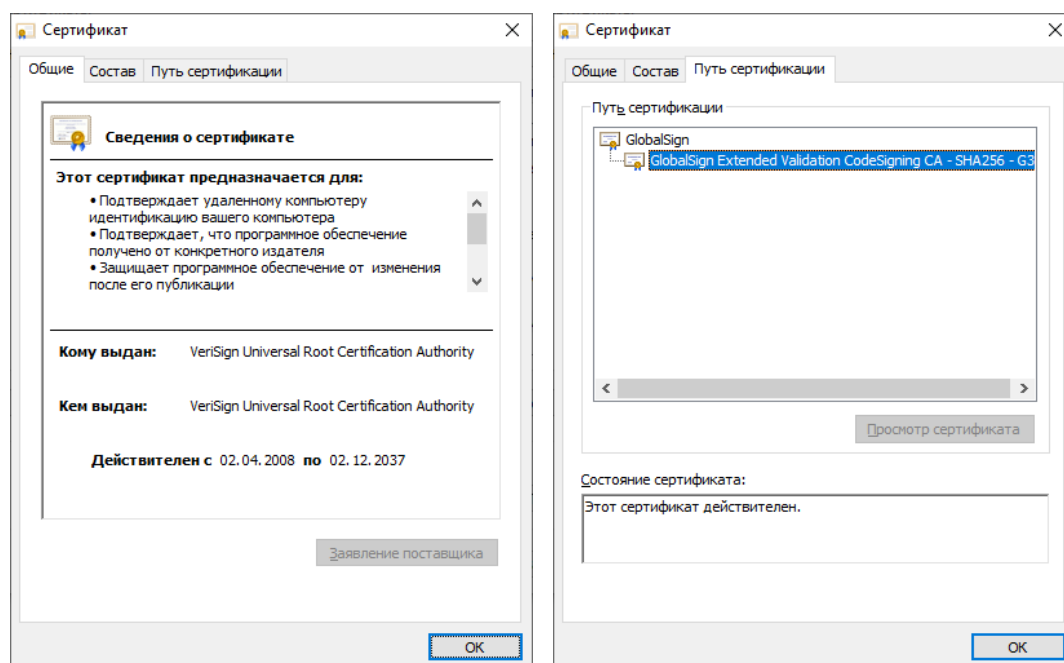 Сертификат
Общие Состав Путь сертификации
Сведения о сертификате
Этот сертификат предназначается для:
• Подтверждает удаленному компьютеру
идентификацию вашего компьютера
• Подтверждает, что программное обеспечение
получено от конкретного издателя
• Защищает программное обеспечение от изменения
после его публикации
Кому выдан: VeriSign Universal Root Certification Authority
Кем выдан: VeriSign Universal Root Certification Authority
Действителен с 02.04.2008 по 02.12.2037
Заявление поставщика
OK
Сертификат
Общие Состав Путь сертификации
Путь сертификации
GlobalSign
GlobalSign Extended Validation CodeSigning CA - SHA256 - G3
Просмотр сертификата
Состояние сертификата:
Этот сертификат действителен.
OK